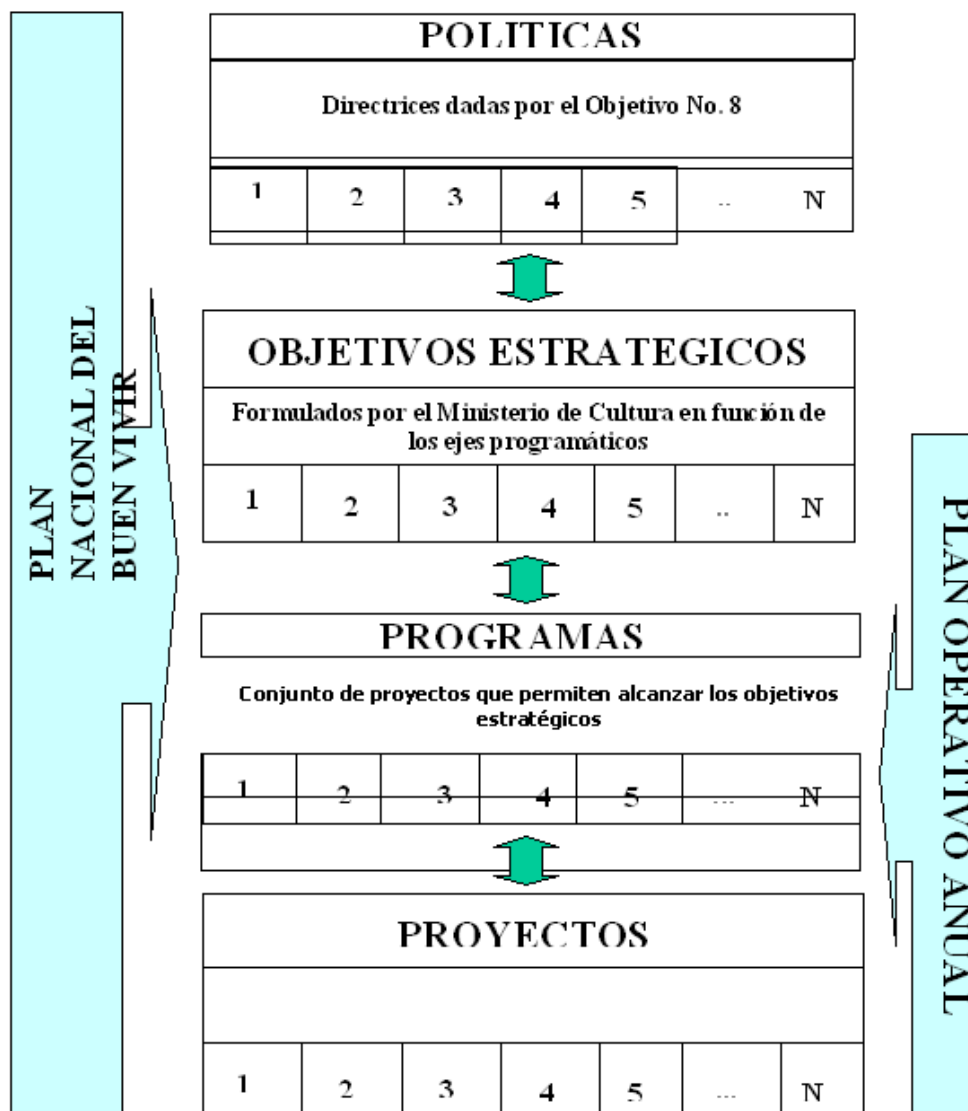 POLITICAS
Directrices dadas por el Objetivo No. 8
1 2 3 4 5 .. N
PLAN
NACIONAL DEL
BUEN VIVIR
OBJETIVOS ESTRATEGICOS
Formulados por el Ministerio de Cultura en función de
los ejes programáticos
1 2 3 4 5 .. N
PROGRAMAS
Conjunto de proyectos que permiten alcanzar los objetivos
estratégicos
1 2 3 4 5 ... N
PLAN OPERATIVO ANUAL
PROYECTOS
1 2 3 4 5 ... N